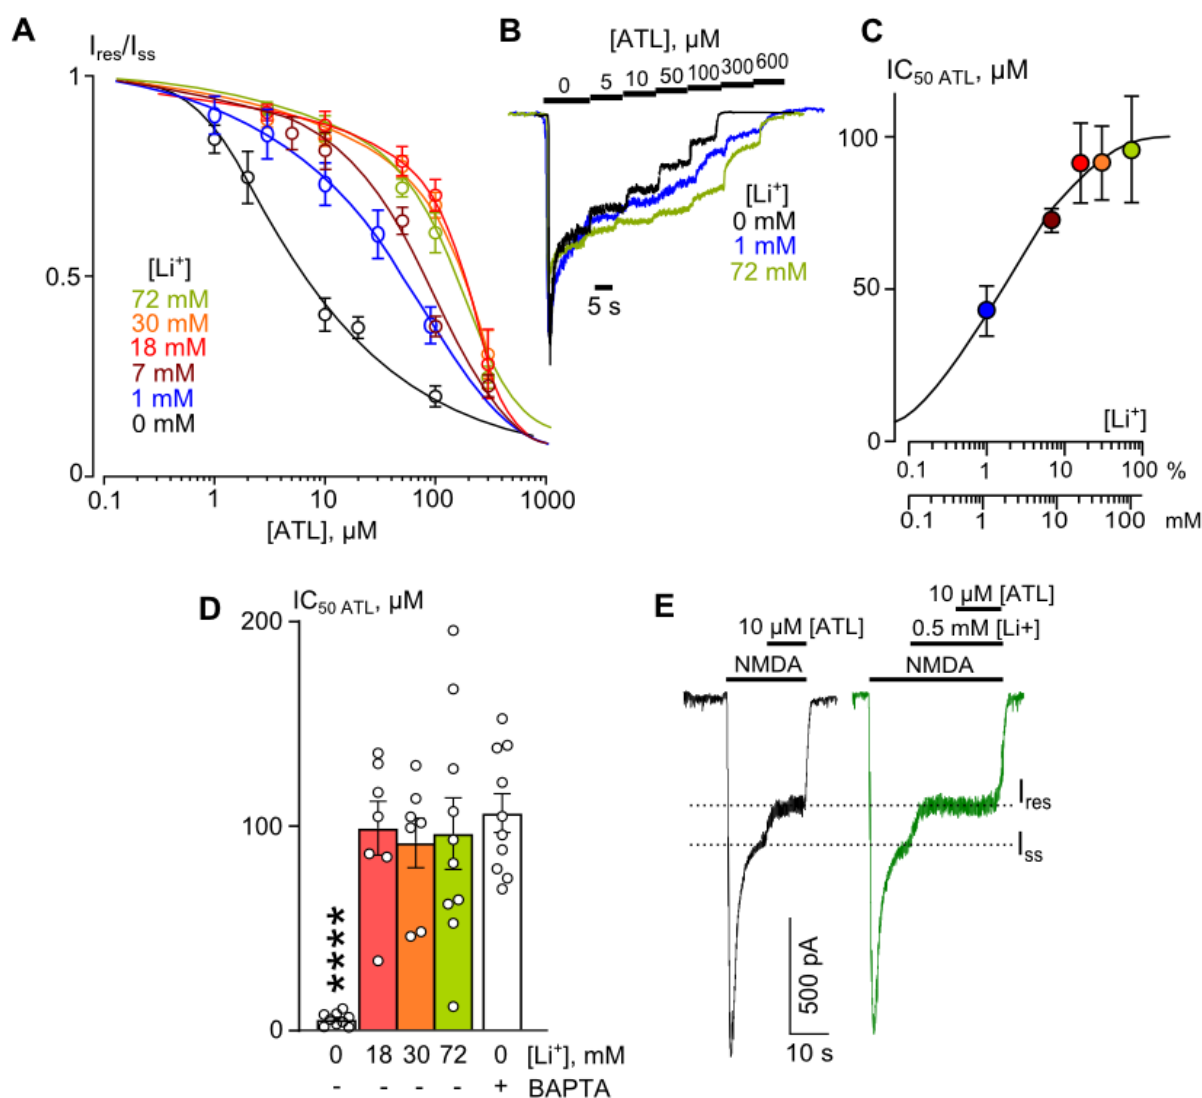 A
I_res/I_ss
1
0.5
0
[Li⁺]
72 mM
30 mM
18 mM
7 mM
1 mM
0 mM
0.1 1 10 100 1000
[ATL], µM
B
[ATL], µM
0 5 10 50 100 300 600
[Li⁺]
0 mM
1 mM
72 mM
5 s
C
IC₅₀ ATL, µM
100
50
0
[Li⁺]
0.1 1 10 100 %
0.1 1 10 100 mM
D
IC₅₀ ATL, µM
200
100
0
****
0 18 30 72 0 [Li⁺], mM
- - - - + BAPTA
E
10 µM [ATL]
NMDA
10 µM [ATL]
0.5 mM [Li+]
NMDA
I_res
I_ss
500 pA
10 s